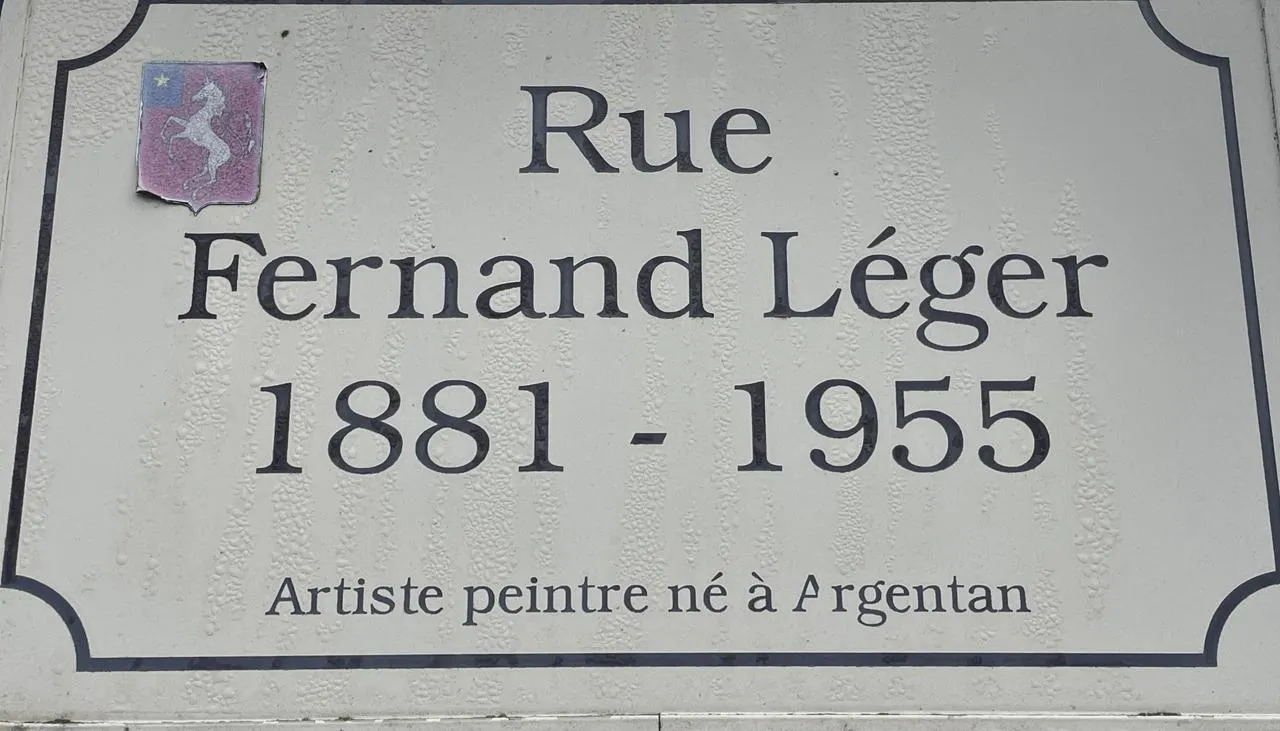 Rue
Fernand Léger
1881 - 1955
Artiste peintre né à Argentan